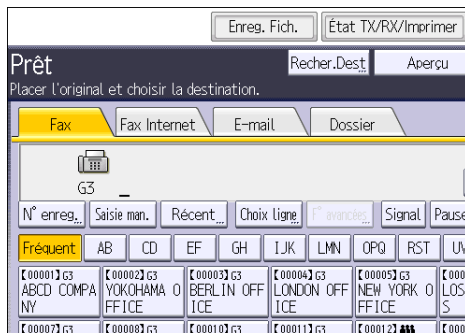 Enreg. Fich. État TX/RX/Imprimer
Prêt Recher.Dest. Aperçu
Placer l'original et choisir la destination.
Fax Fax Internet E-mail Dossier
G3 _
N° enreg. Saisie man. Récent Choix ligne F° avancées Signal Pause
Fréquent AB CD EF GH IJK LMN OPQ RST UV
【00001】G3 【00002】G3 【00003】G3 【00004】G3 【00005】G3 【000
ABCD COMPA YOKOHAMA O BERLIN OFF LONDON OFF NEW YORK O LOS
NY FFICE ICE ICE FFICE S
【00007】G3 【00008】G3 【00010】G3 【00011】G3 【00012】